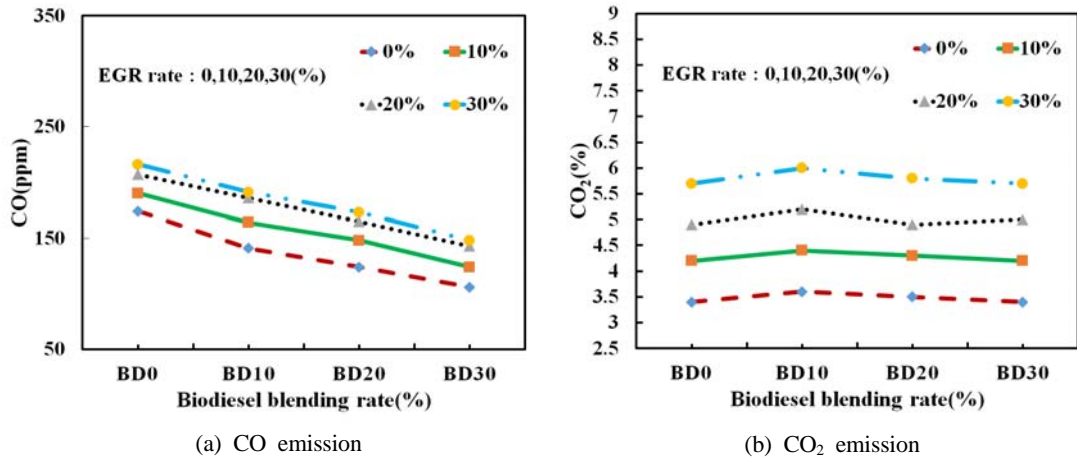 350
250
150
50
CO(ppm)
EGR rate : 0,10,20,30(%)
0%
10%
20%
30%
BD0 BD10 BD20 BD30
Biodiesel blending rate(%)
(a) CO emission
9
8.5
8
7.5
7
6.5
6
5.5
5
4.5
4
3.5
3
2.5
CO₂(%)
EGR rate : 0,10,20,30(%)
0%
10%
20%
30%
BD0 BD10 BD20 BD30
Biodiesel blending rate(%)
(b) CO₂ emission